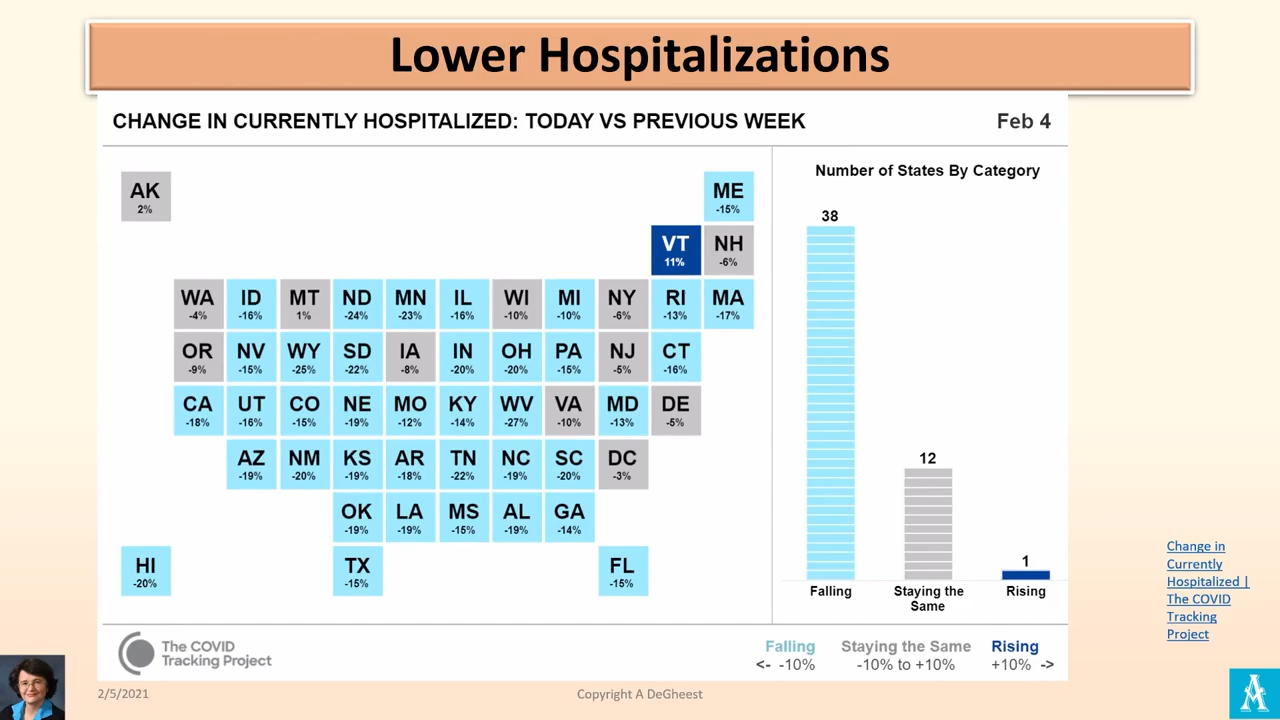 Lower Hospitalizations
CHANGE IN CURRENTLY HOSPITALIZED: TODAY VS PREVIOUS WEEK
Feb 4
AK
2%
ME
-15%
VT
11%
NH
-6%
WA
-4%
ID
-16%
MT
1%
ND
-24%
MN
-23%
IL
-16%
WI
-10%
MI
-10%
NY
-6%
RI
-13%
MA
-17%
OR
-9%
NV
-15%
WY
-25%
SD
-22%
IA
-8%
IN
-20%
OH
-20%
PA
-15%
NJ
-5%
CT
-16%
CA
-18%
UT
-16%
CO
-15%
NE
-19%
MO
-12%
KY
-14%
WV
-27%
VA
-10%
MD
-13%
DE
-5%
AZ
-19%
NM
-20%
KS
-19%
AR
-18%
TN
-22%
NC
-19%
SC
-20%
DC
-3%
OK
-19%
LA
-19%
MS
-15%
AL
-19%
GA
-14%
HI
-20%
TX
-15%
FL
-15%
Number of States By Category
38
12
1
Falling
Staying the
Same
Rising
The COVID
Tracking Project
Falling
<- -10%
Staying the Same
-10% to +10%
Rising
+10% ->
Change in
Currently
Hospitalized |
The COVID
Tracking
Project
2/5/2021
Copyright A DeGheest
A